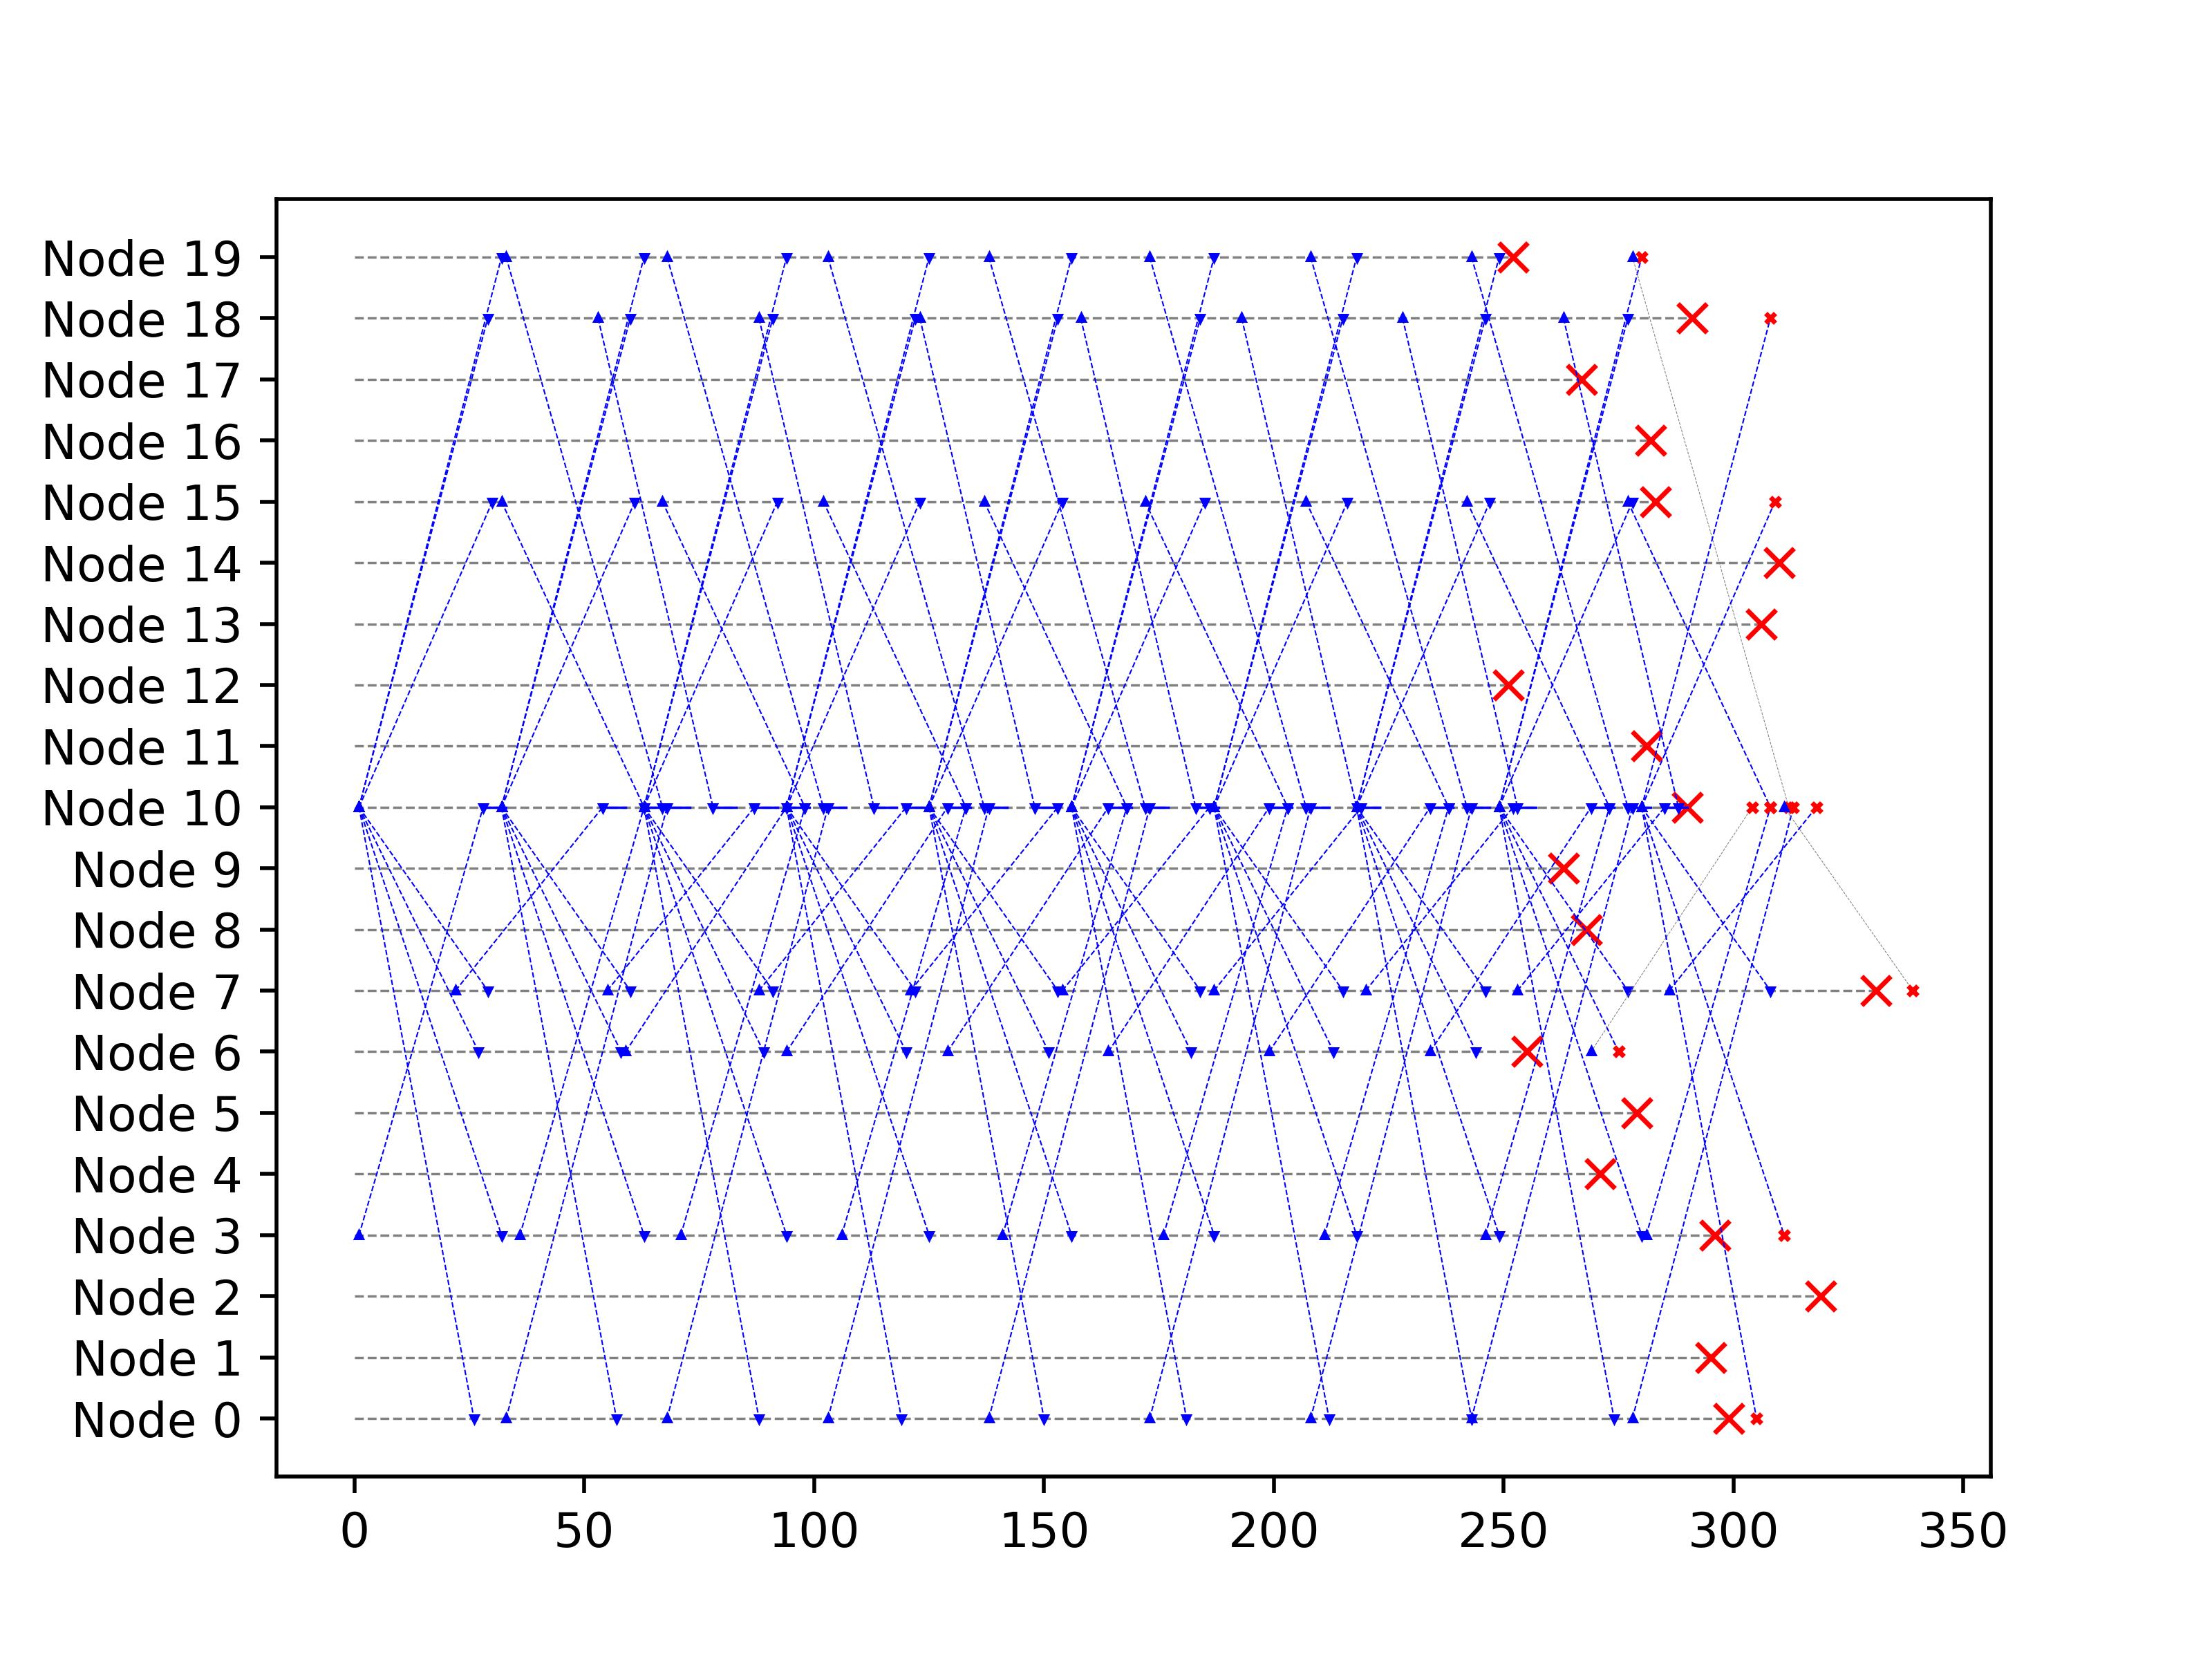 Node 19
Node 18
Node 17
Node 16
Node 15
Node 14
Node 13
Node 12
Node 11
Node 10
Node 9
Node 8
Node 7
Node 6
Node 5
Node 4
Node 3
Node 2
Node 1
Node 0
0 50 100 150 200 250 300 350